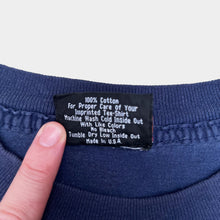 100% Cotton
For Proper Care of Your
Imprinted Tee-Shirt
Machine Wash Cold Inside Out
With Like Colors
No Bleach
Tumble Dry Low Inside Out
Made In U.S.A.